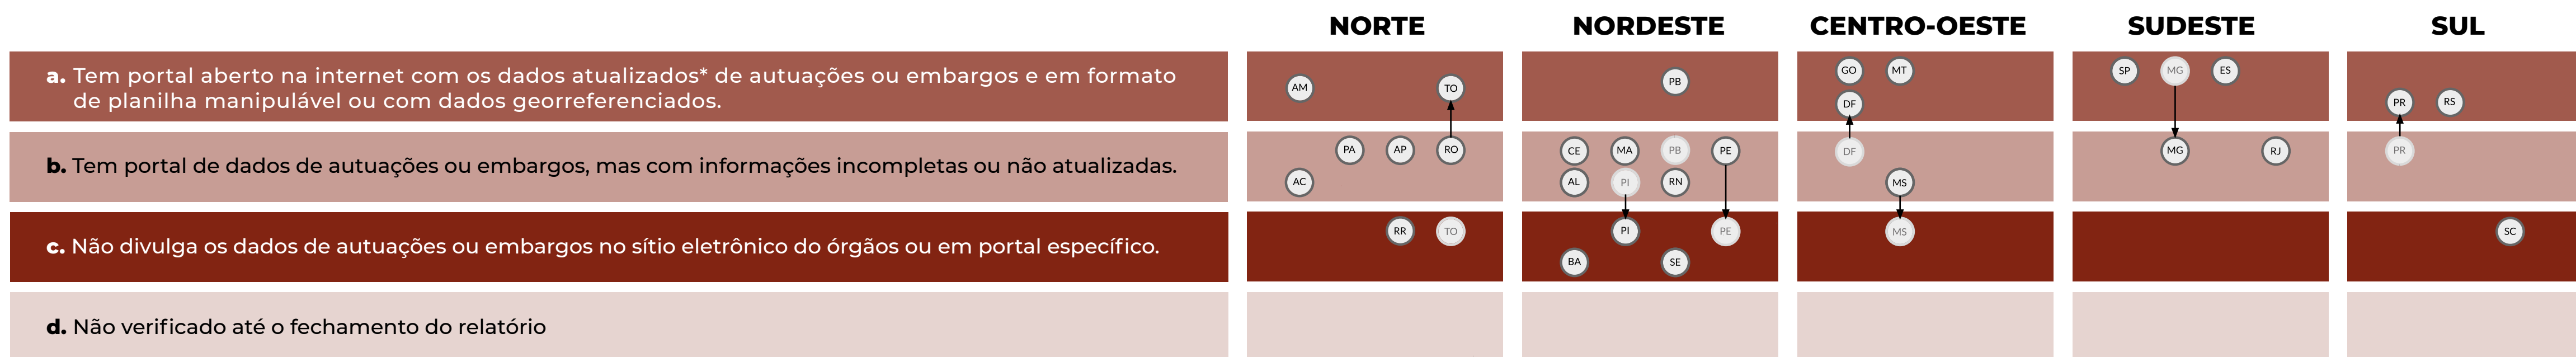 NORTE NORDESTE CENTRO-OESTE SUDESTE SUL
a. Tem portal aberto na internet com os dados atualizados* de autuações ou embargos e em formato
de planilha manipulável ou com dados georreferenciados.
AM TO PB GO MT SP MG ES
DF PR RS
b. Tem portal de dados de autuações ou embargos, mas com informações incompletas ou não atualizadas.
PA AP RO CE MA PB PE DF MG RJ PR
AC AL PI RN MS
c. Não divulga os dados de autuações ou embargos no sítio eletrônico do órgãos ou em portal específico.
RR TO PI PE MS SC
BA SE
d. Não verificado até o fechamento do relatório